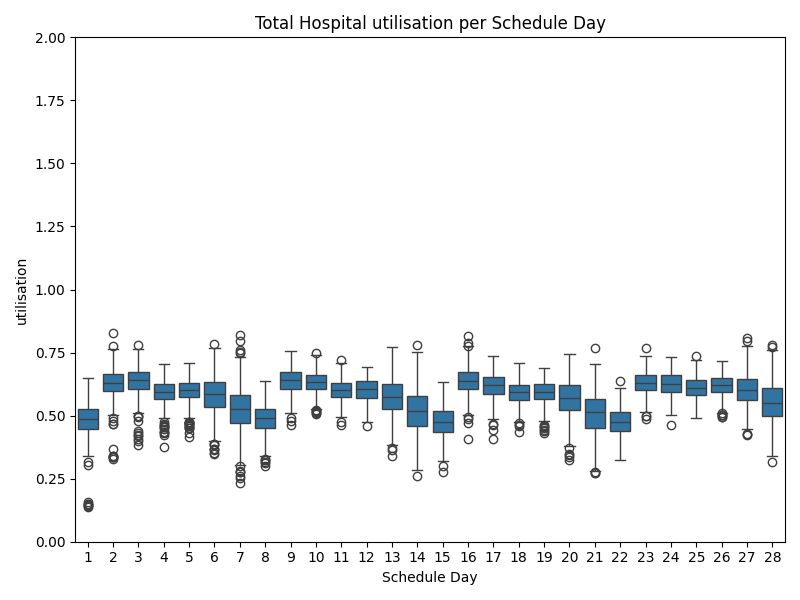 Total Hospital utilisation per Schedule Day
2.00
1.75
1.50
1.25
1.00
0.75
0.50
0.25
0.00
utilisation
1 2 3 4 5 6 7 8 9 10 11 12 13 14 15 16 17 18 19 20 21 22 23 24 25 26 27 28
Schedule Day